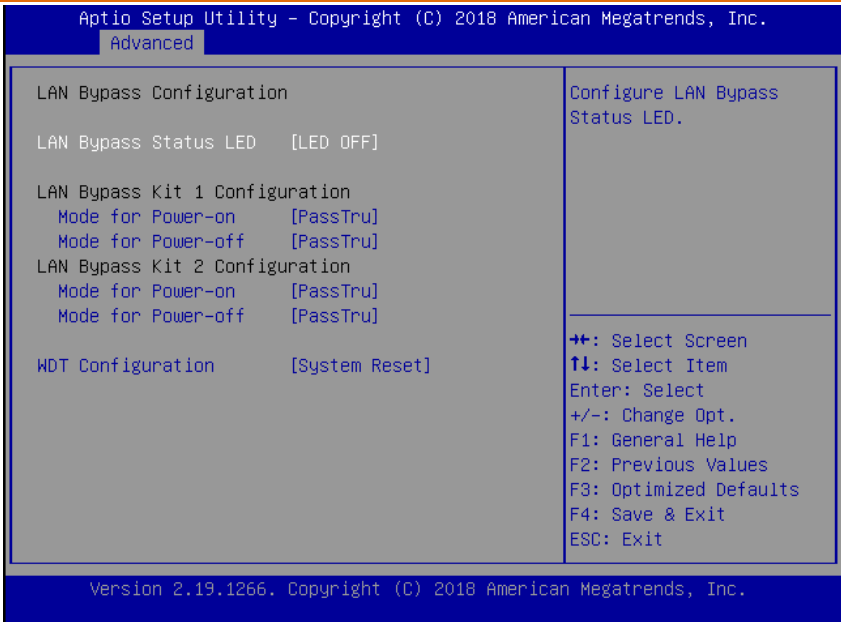 Aptio Setup Utility – Copyright (C) 2018 American Megatrends, Inc.
Advanced
LAN Bypass Configuration
LAN Bypass Status LED [LED OFF]
LAN Bypass Kit 1 Configuration
Mode for Power-on [PassTru]
Mode for Power-off [PassTru]
LAN Bypass Kit 2 Configuration
Mode for Power-on [PassTru]
Mode for Power-off [PassTru]
WDT Configuration [System Reset]
Configure LAN Bypass
Status LED.
→←: Select Screen
↑↓: Select Item
Enter: Select
+/-: Change Opt.
F1: General Help
F2: Previous Values
F3: Optimized Defaults
F4: Save & Exit
ESC: Exit
Version 2.19.1266. Copyright (C) 2018 American Megatrends, Inc.